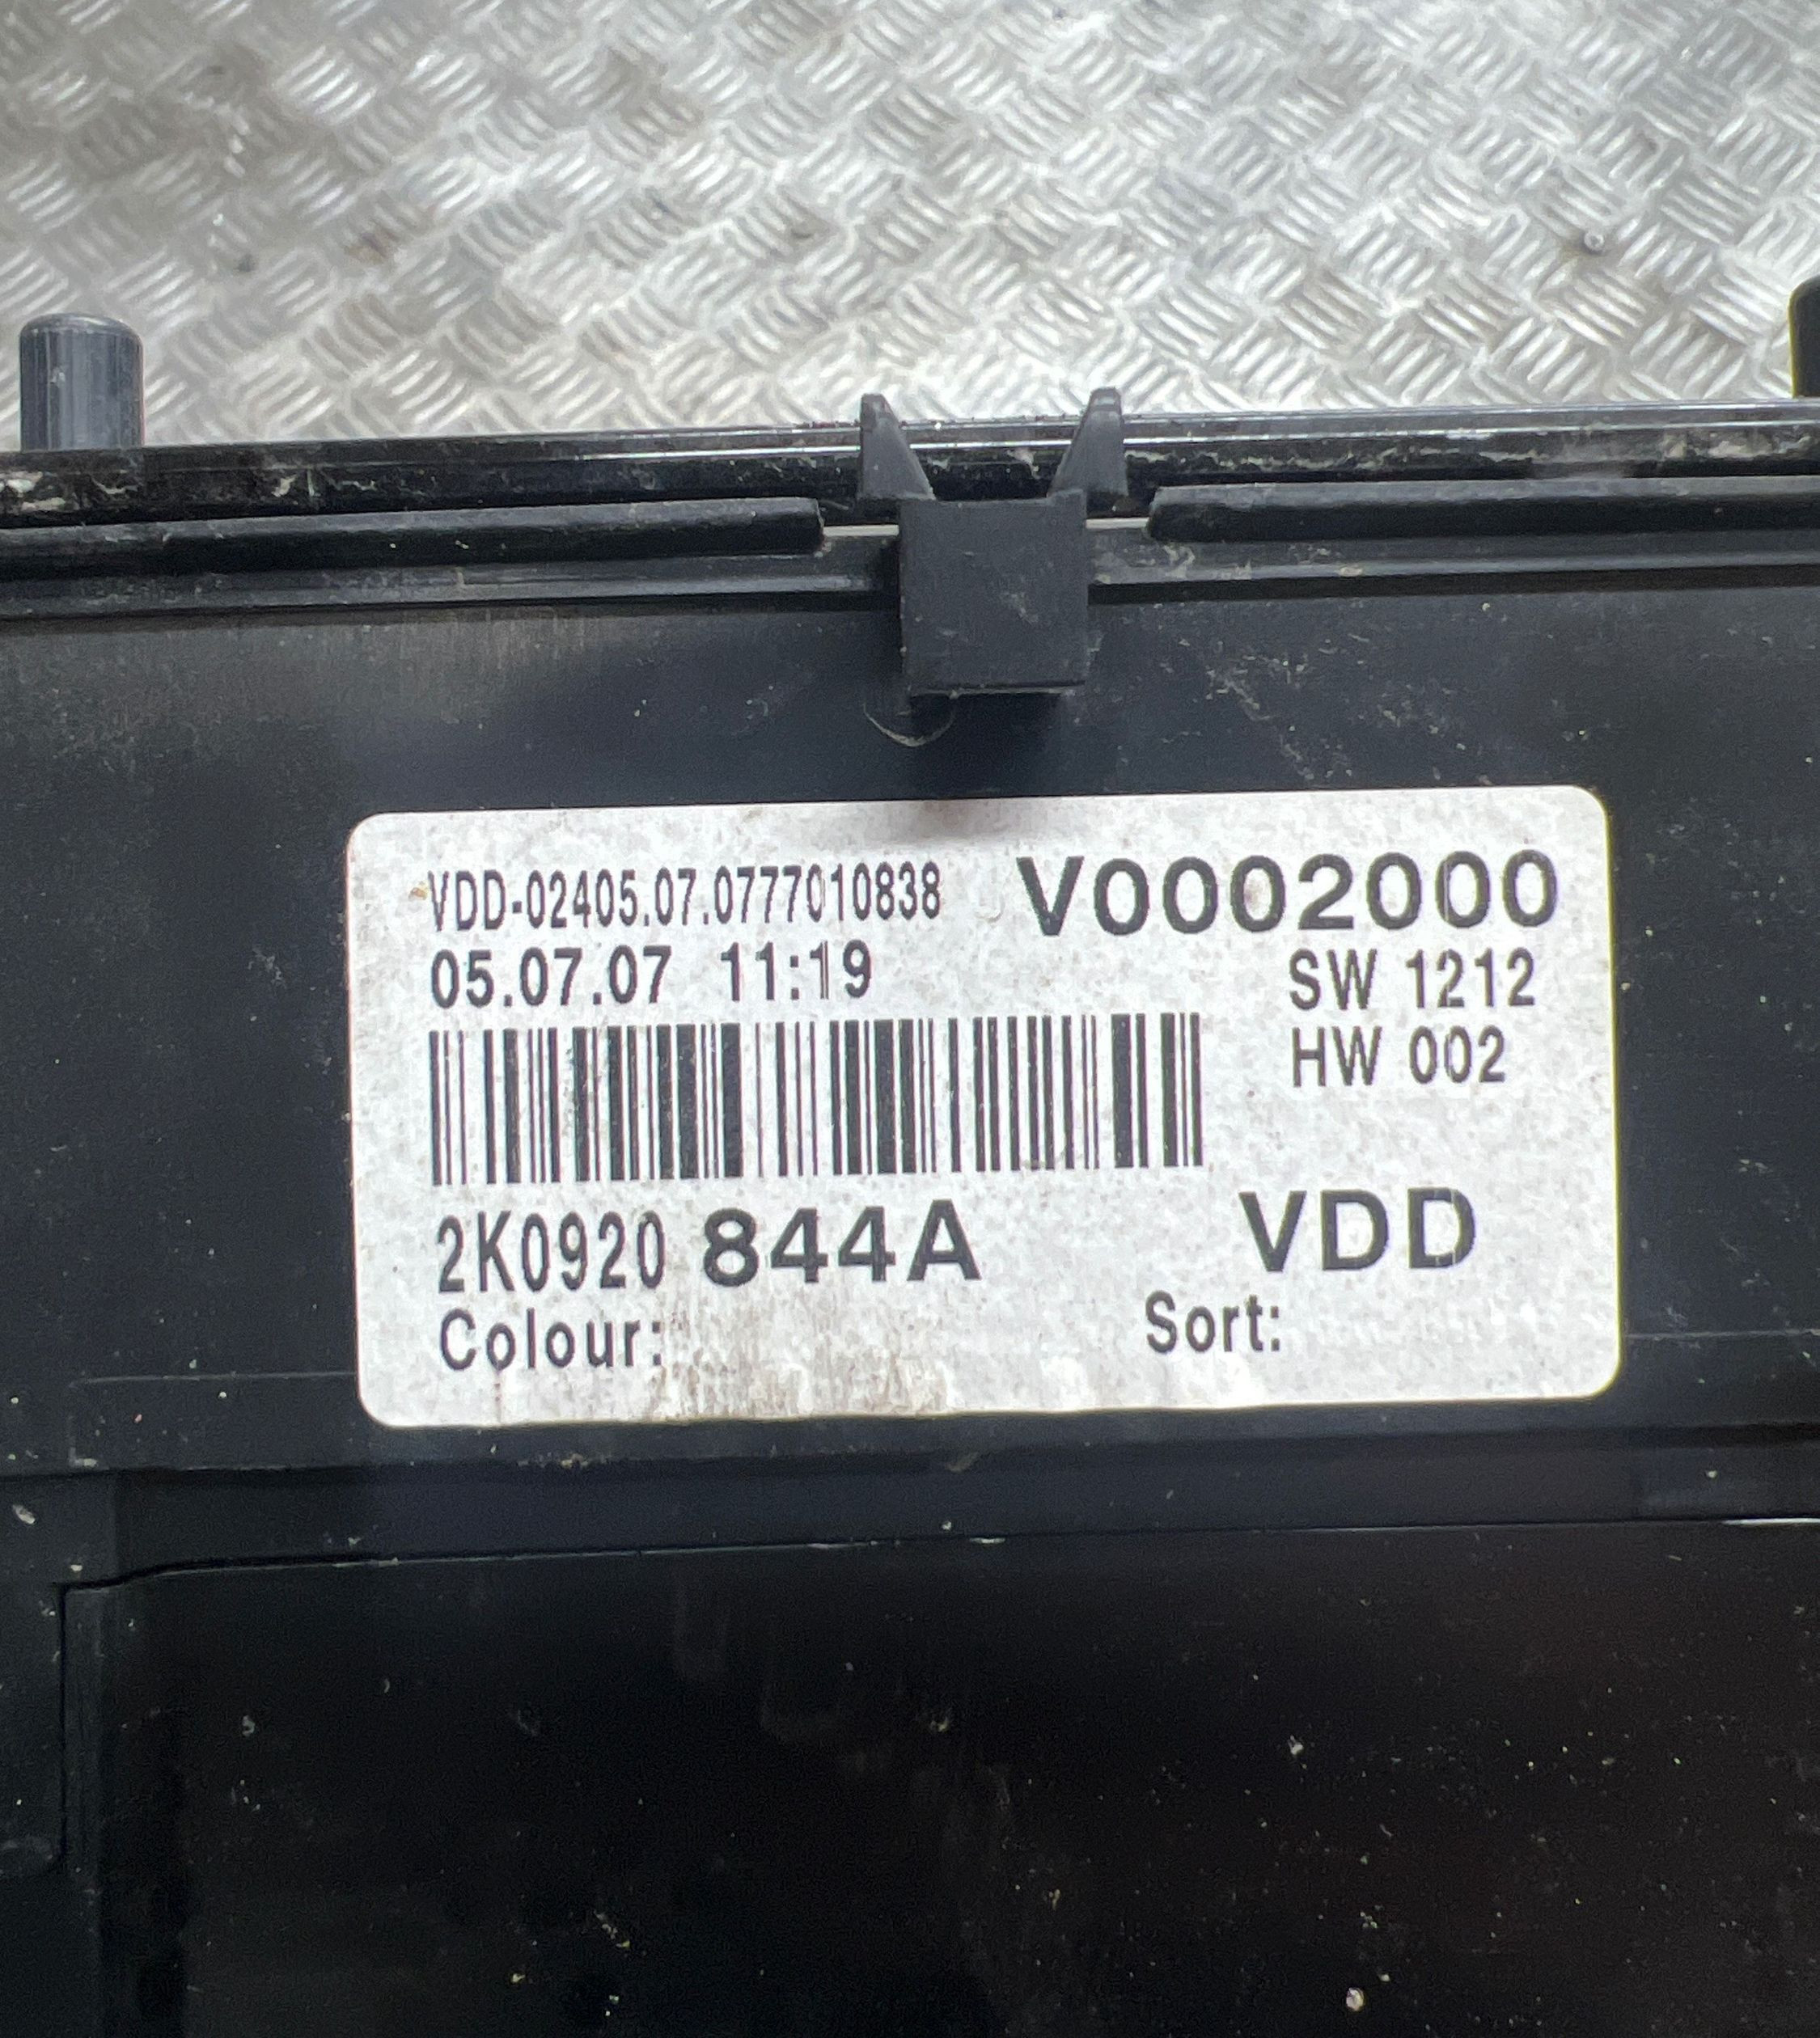 VDD-02405.07.0777010838 V0002000
05.07.07 11:19 SW 1212
HW 002
2K0920 844A VDD
Colour: Sort: